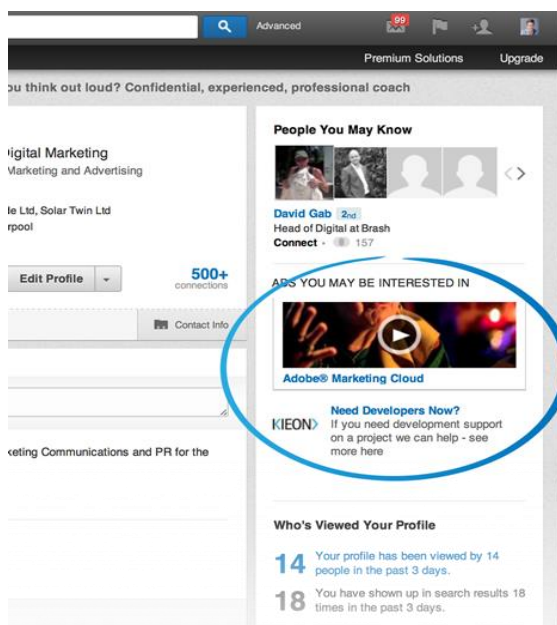 Advanced
99
Premium Solutions Upgrade
ou think out loud? Confidential, experienced, professional coach
igital Marketing
Marketing and Advertising
le Ltd, Solar Twin Ltd
rpool
Edit Profile
500+
connections
Contact Info
keting Communications and PR for the
People You May Know
David Gab 2nd
Head of Digital at Brash
Connect · 157
ADS YOU MAY BE INTERESTED IN
Adobe® Marketing Cloud
KIEON
Need Developers Now?
If you need development support
on a project we can help - see
more here
Who's Viewed Your Profile
14 Your profile has been viewed by 14
people in the past 3 days.
18 You have shown up in search results 18
times in the past 3 days.